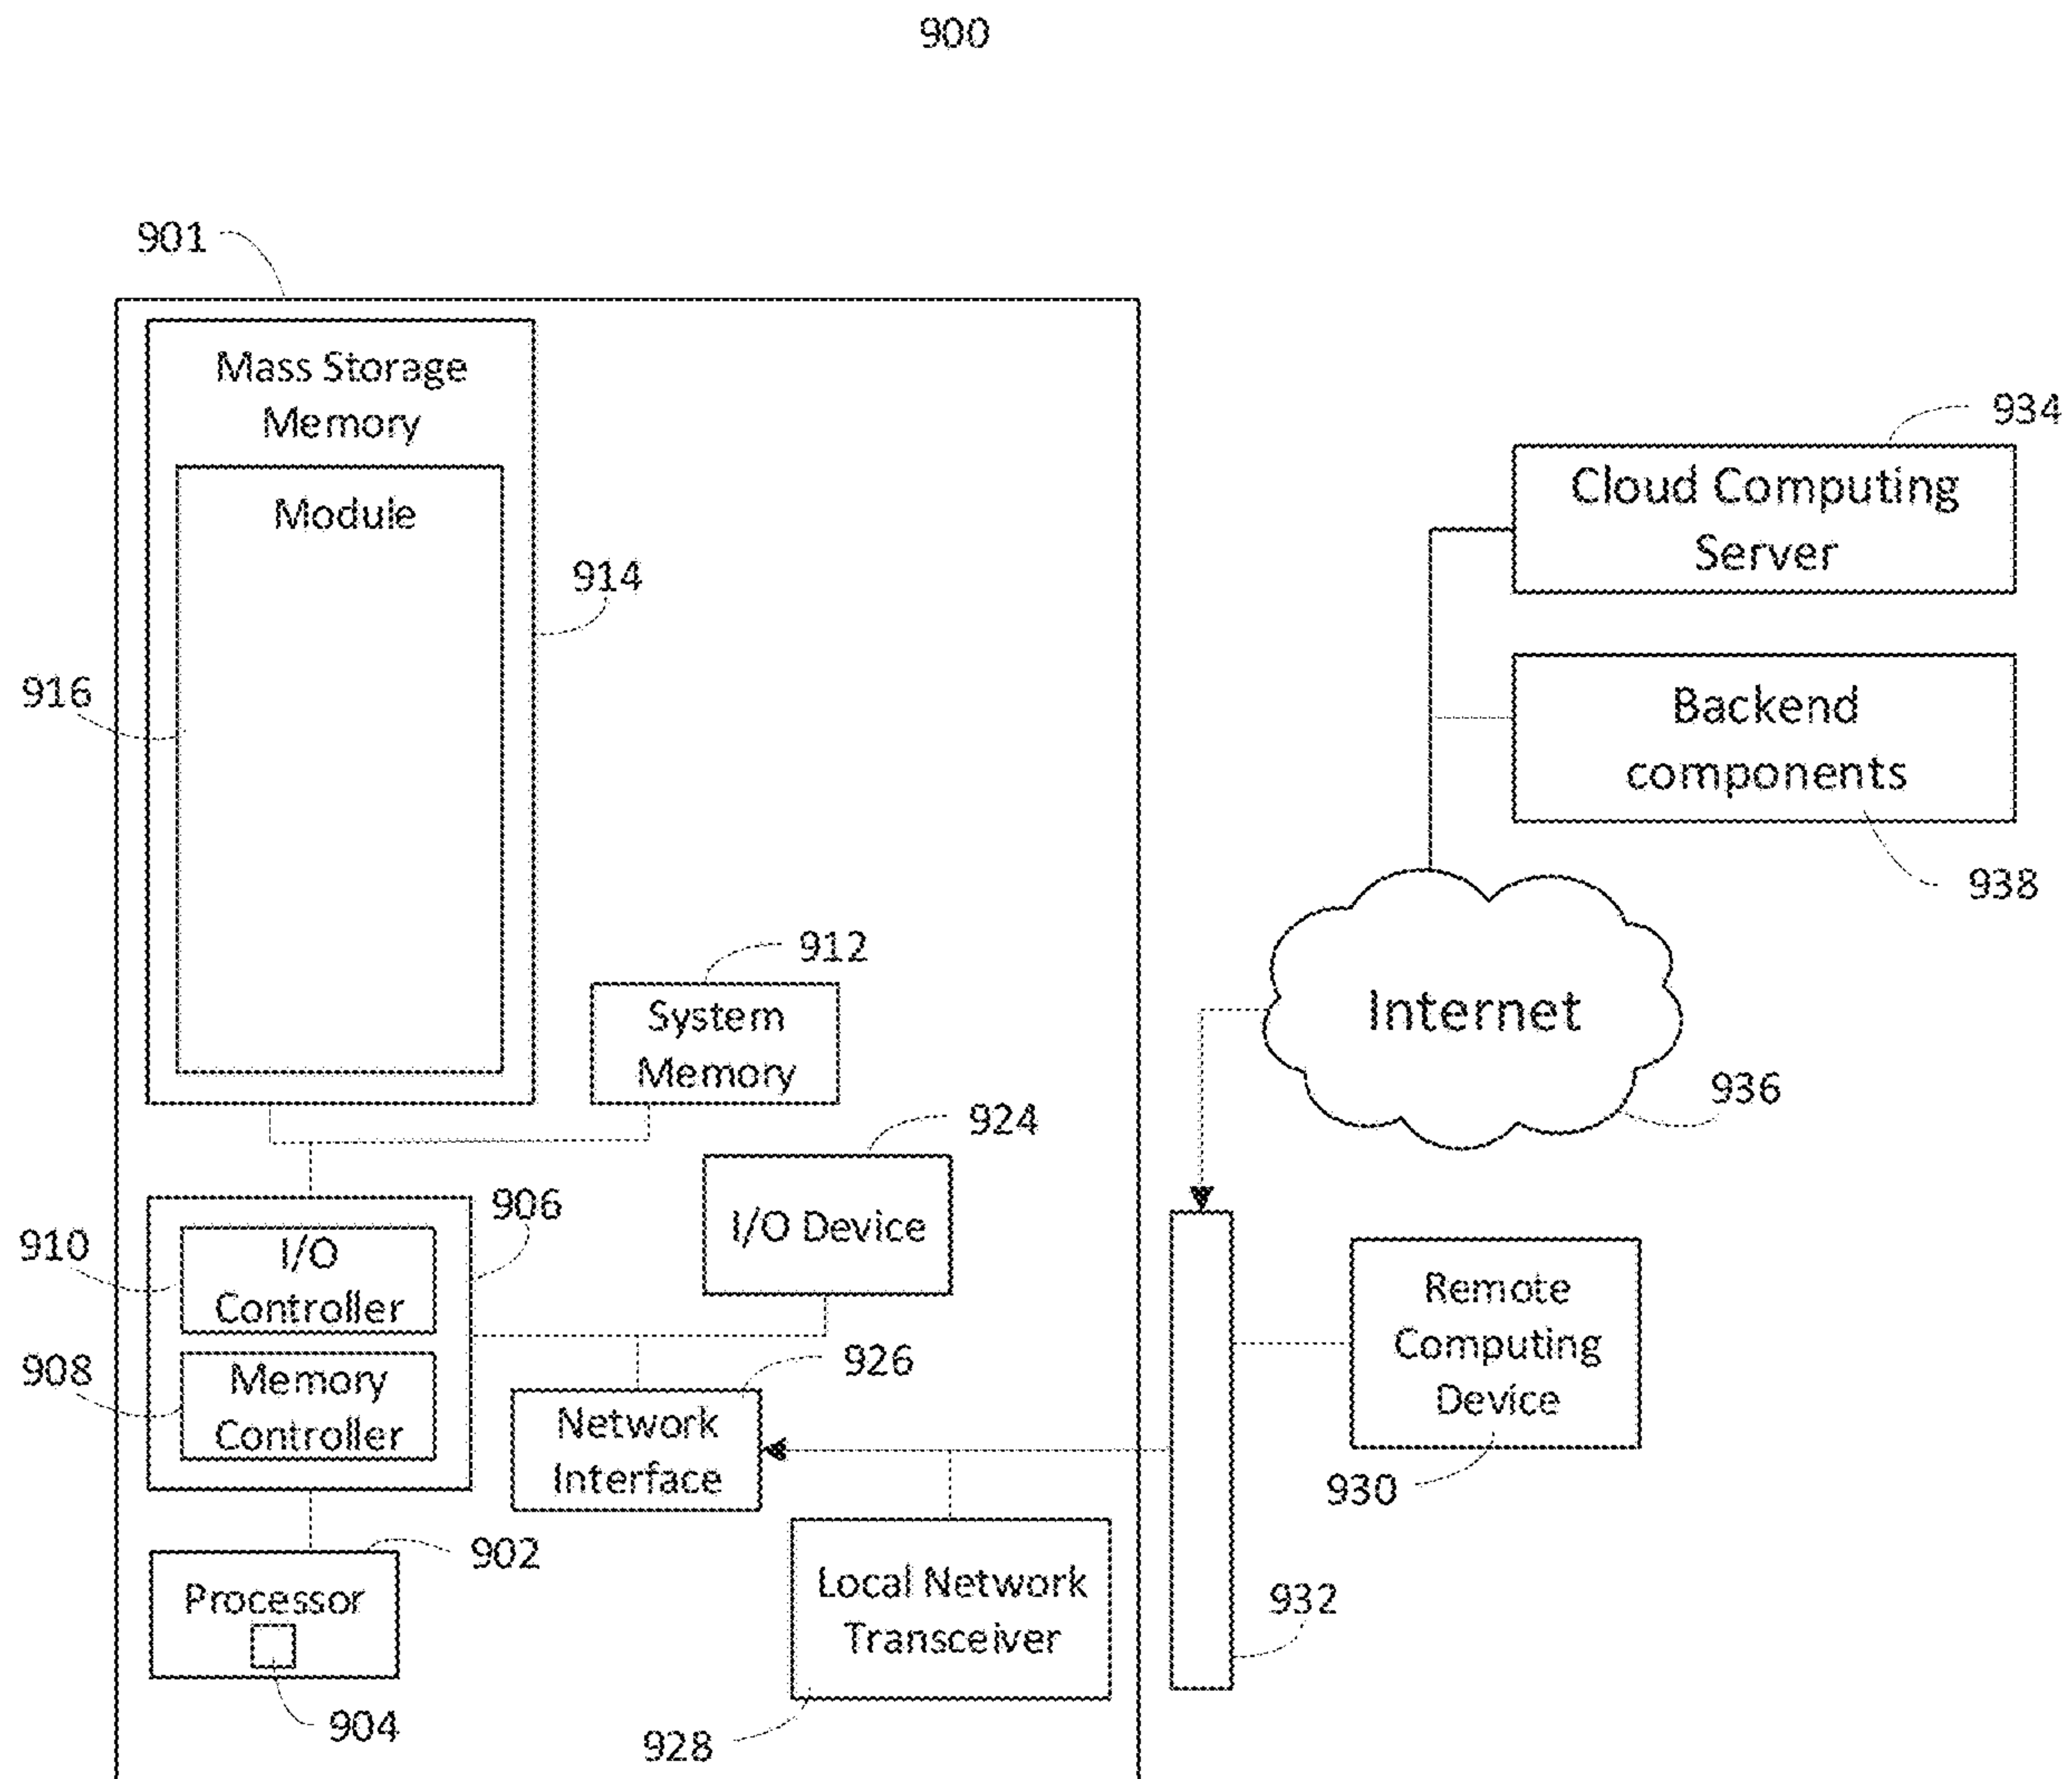 900
901
Mass Storage
Memory
Module
914
916
912
System
Memory
924
I/O Device
906
910
I/O
Controller
908
Memory
Controller
926
Network
Interface
902
Processor
904
Local Network
Transceiver
928
934
Cloud Computing
Server
Backend
components
938
Internet
936
Remote
Computing
Device
930
932